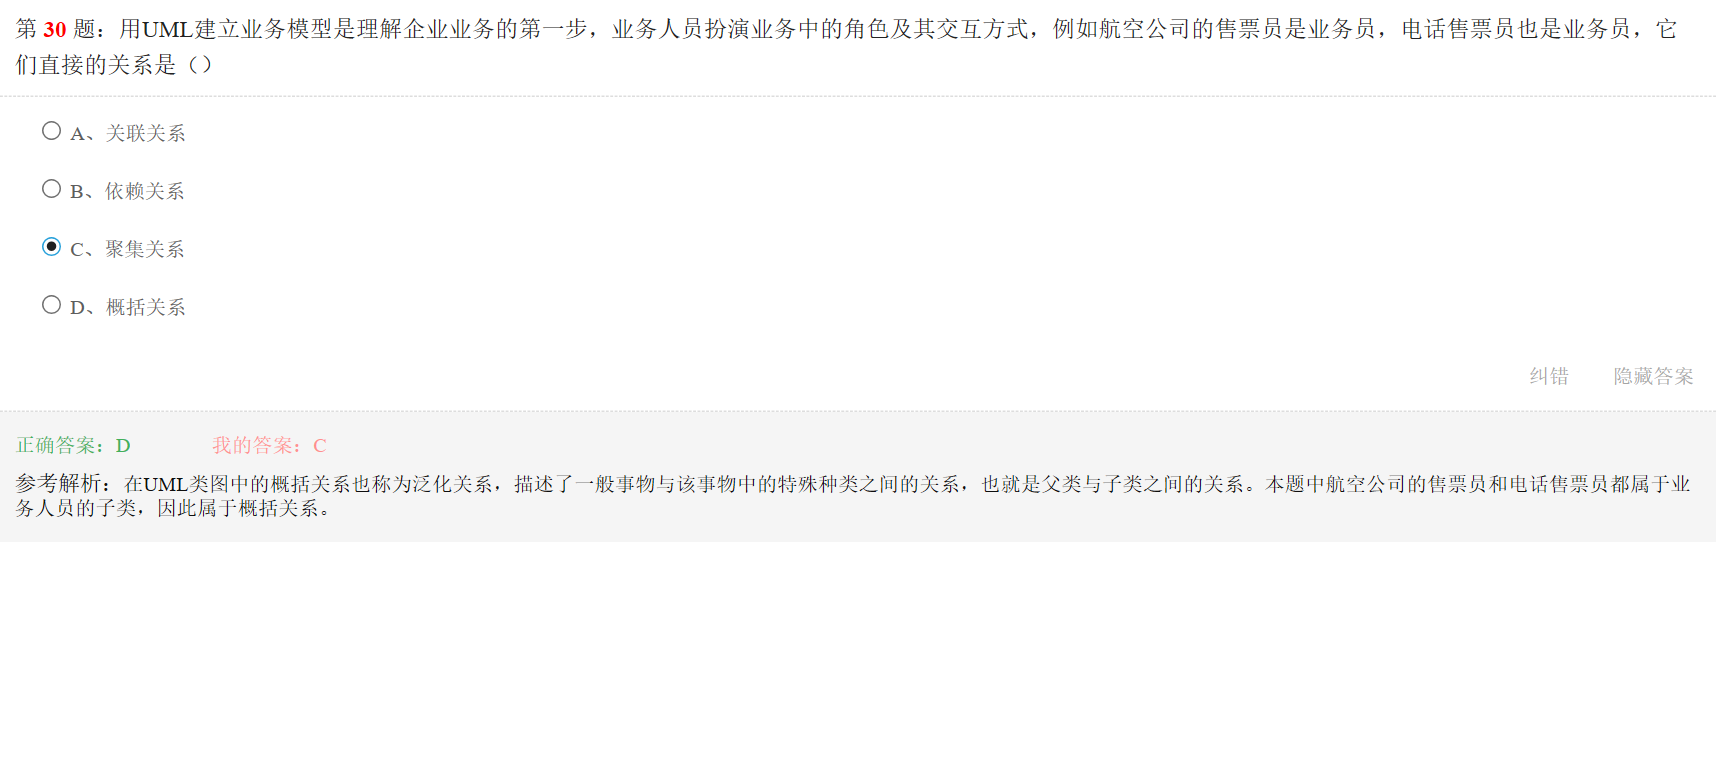 第 30 题：用UML建立业务模型是理解企业业务的第一步，业务人员扮演业务中的角色及其交互方式，例如航空公司的售票员是业务员，电话售票员也是业务员，它
们直接的关系是（）
A、关联关系
B、依赖关系
C、聚集关系
D、概括关系
纠错 隐藏答案
正确答案：D 我的答案：C
参考解析：在UML类图中的概括关系也称为泛化关系，描述了一般事物与该事物中的特殊种类之间的关系，也就是父类与子类之间的关系。本题中航空公司的售票员和电话售票员都属于业
务人员的子类，因此属于概括关系。